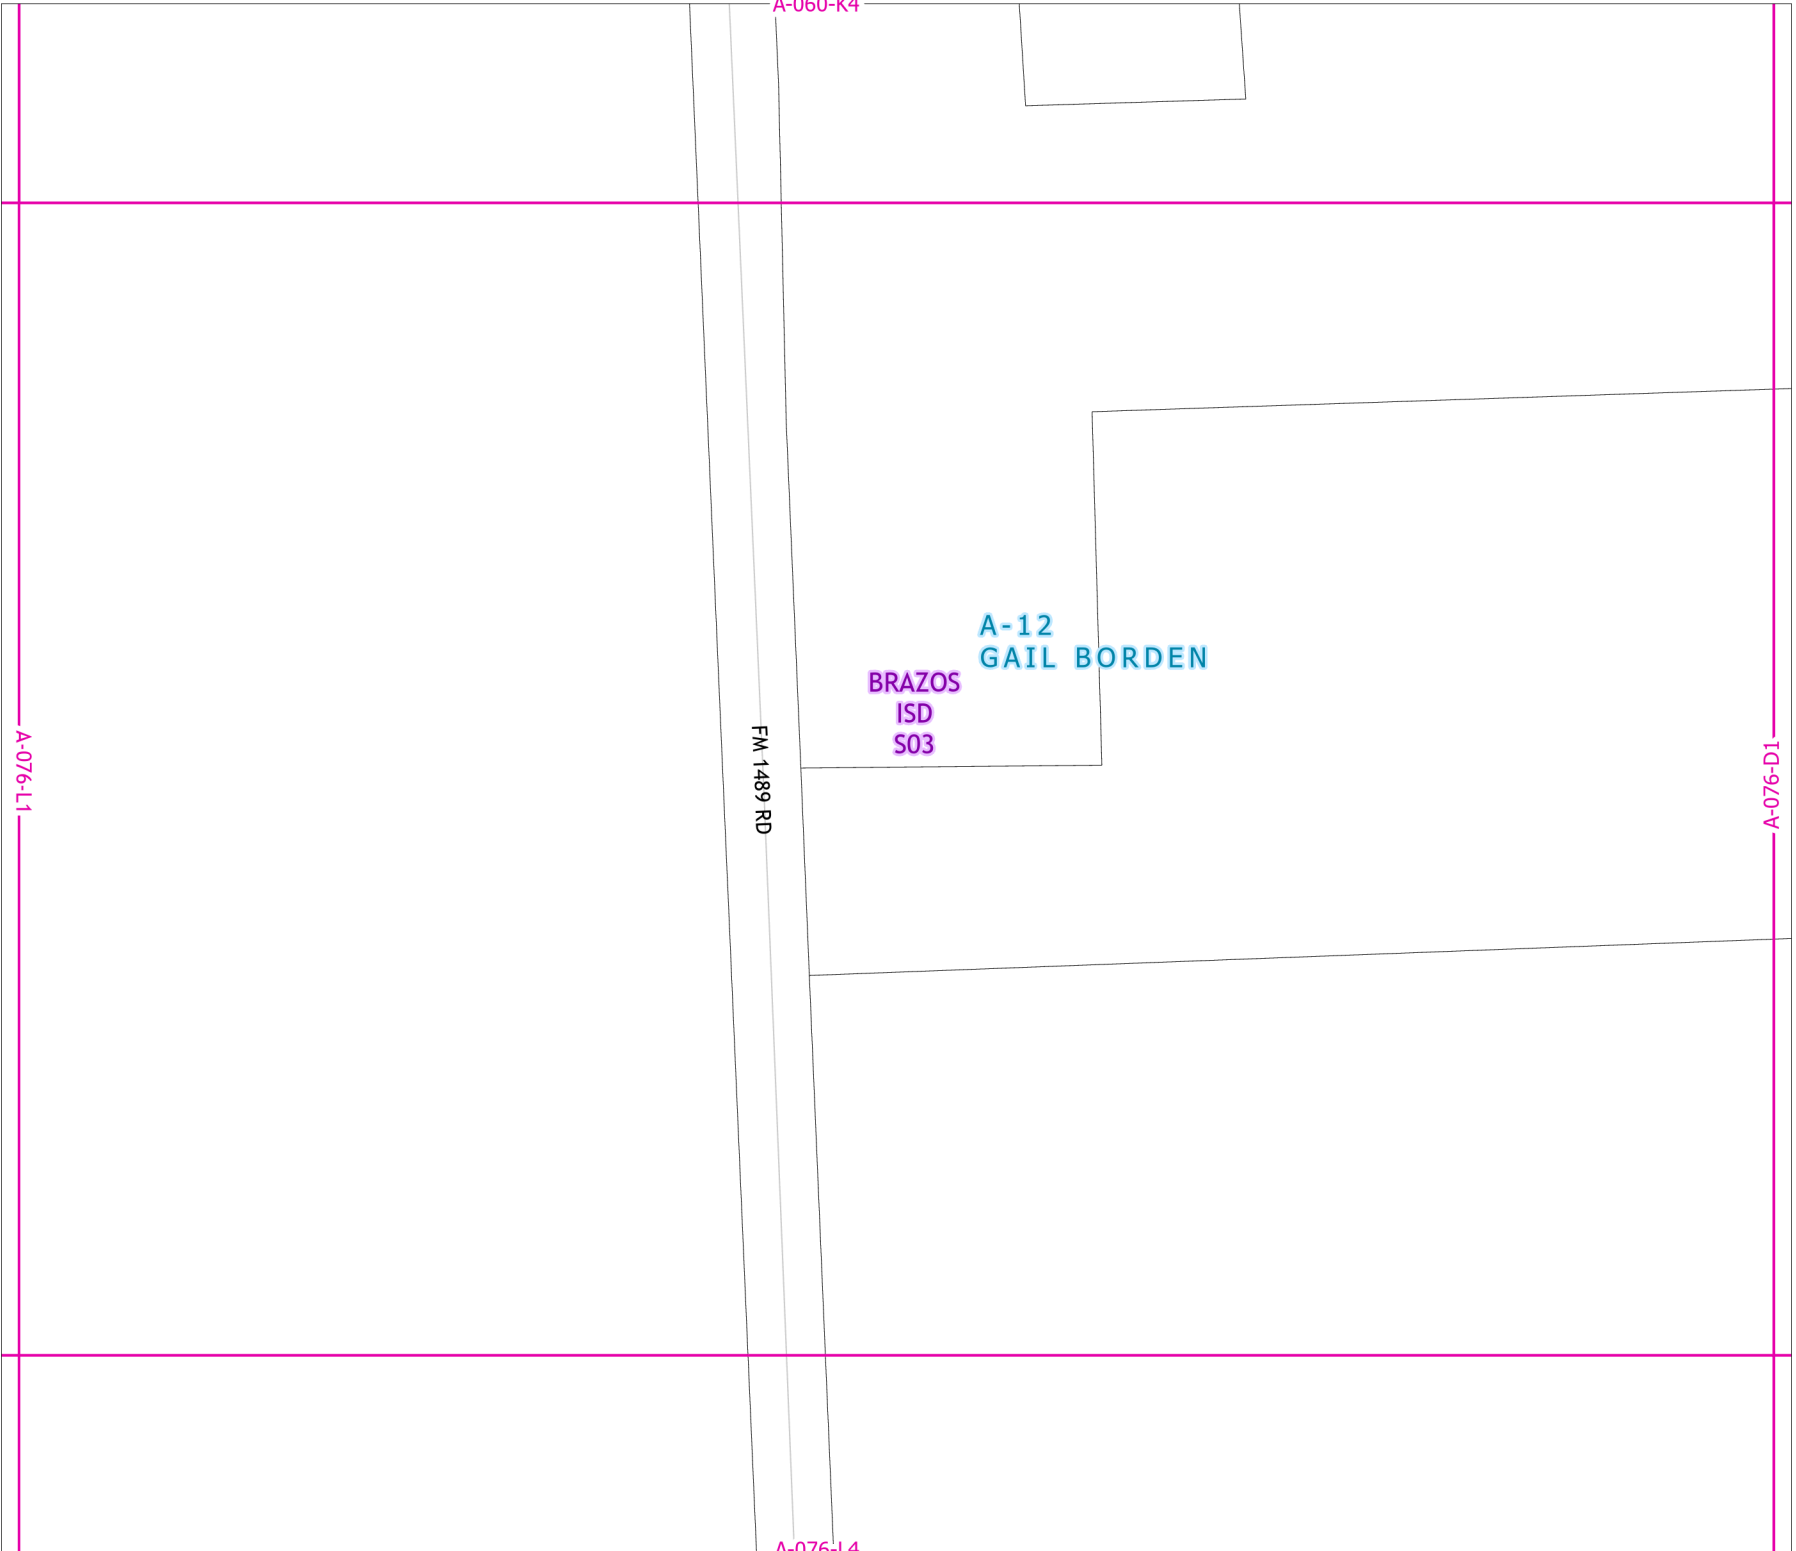 A-060-K4
A-12
GAIL BORDEN
BRAZOS
ISD
S03
FM 1489 RD
A-076-L1
A-076-D1
A-076-L4